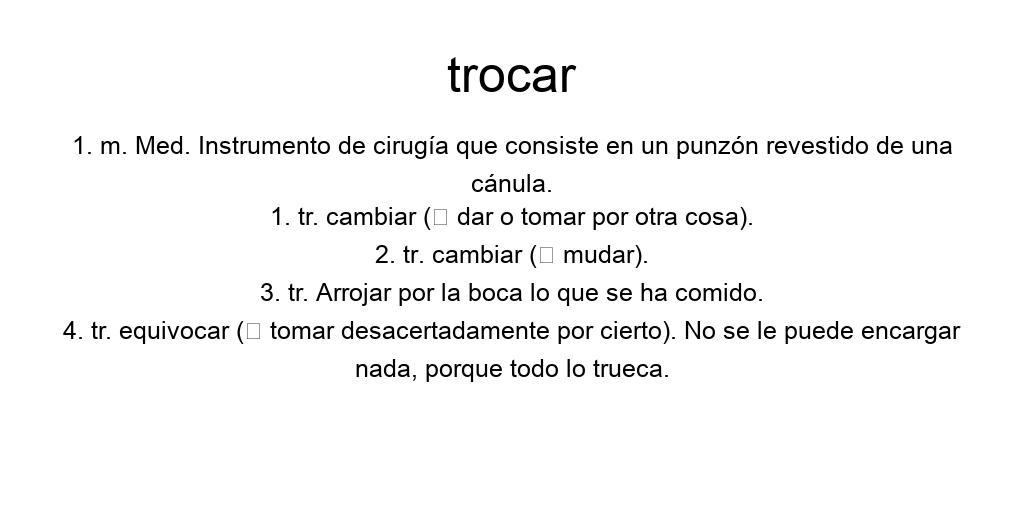 trocar
1. m. Med. Instrumento de cirugía que consiste en un punzón revestido de una
cánula.
1. tr. cambiar (□ dar o tomar por otra cosa).
2. tr. cambiar (□ mudar).
3. tr. Arrojar por la boca lo que se ha comido.
4. tr. equivocar (□ tomar desacertadamente por cierto). No se le puede encargar
nada, porque todo lo trueca.